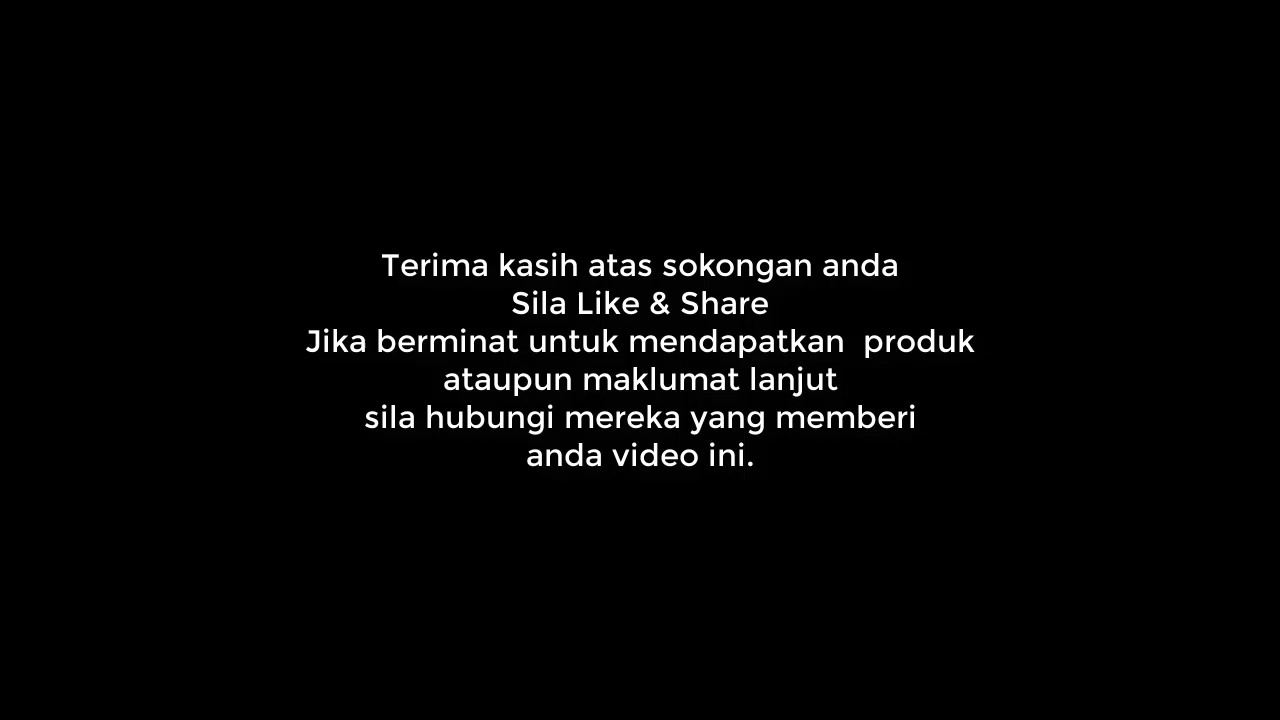 Terima kasih atas sokongan anda
Sila Like & Share
Jika berminat untuk mendapatkan  produk
ataupun maklumat lanjut
sila hubungi mereka yang memberi
anda video ini.